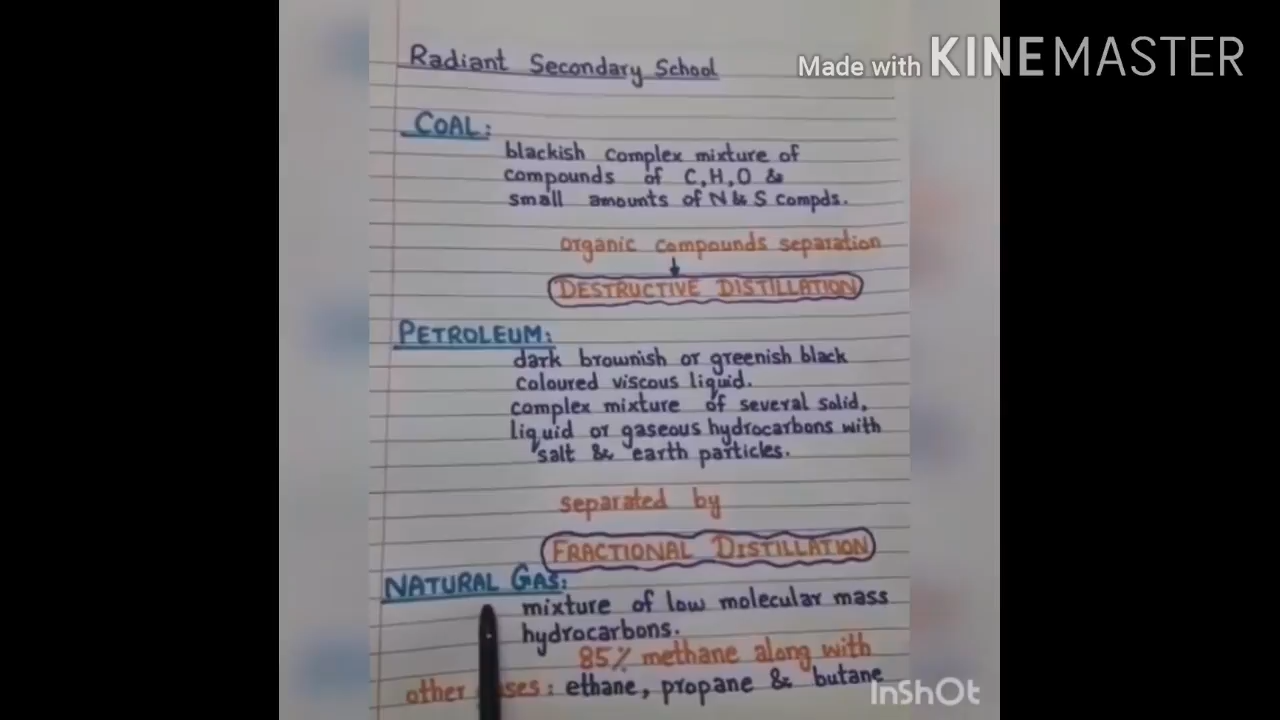 Radiant Secondary School
Made with KINEMASTER
COAL:
blackish complex mixture of
compounds of C,H,O &
small amounts of N & S compds.
organic compounds separation
DESTRUCTIVE DISTILLATION
PETROLEUM:
dark brownish or greenish black
coloured viscous liquid.
complex mixture of several solid,
liquid or gaseous hydrocarbons with
salt & earth particles.
separated by
FRACTIONAL DISTILLATION
NATURAL GAS:
mixture of low molecular mass
hydrocarbons.
85% methane along with
other : ethane, propane & butane
InShOt